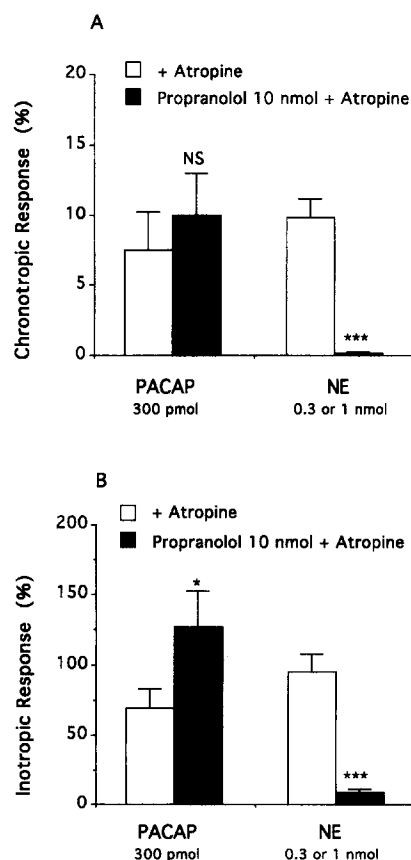 A
+ Atropine
Propranolol 10 nmol + Atropine
Chronotropic Response (%)
20
15
10
5
0
NS
***
PACAP
NE
300 pmol
0.3 or 1 nmol
B
+ Atropine
Propranolol 10 nmol + Atropine
Inotropic Response (%)
200
150
100
50
0
*
***
PACAP
NE
300 pmol
0.3 or 1 nmol